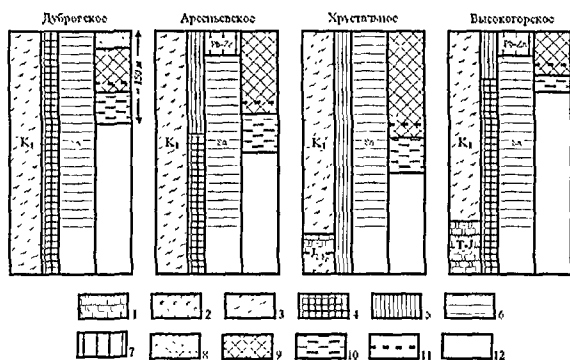 Дубровское Арсеньевское Хрустальное Высокогорское
K₁ Sn 150 м
K₁ Pb-Zn Sn
K₁ Sn
K₁ Pb-Zn Sn T-J
1 2 3 4 5 6
7 8 9 10 11 12